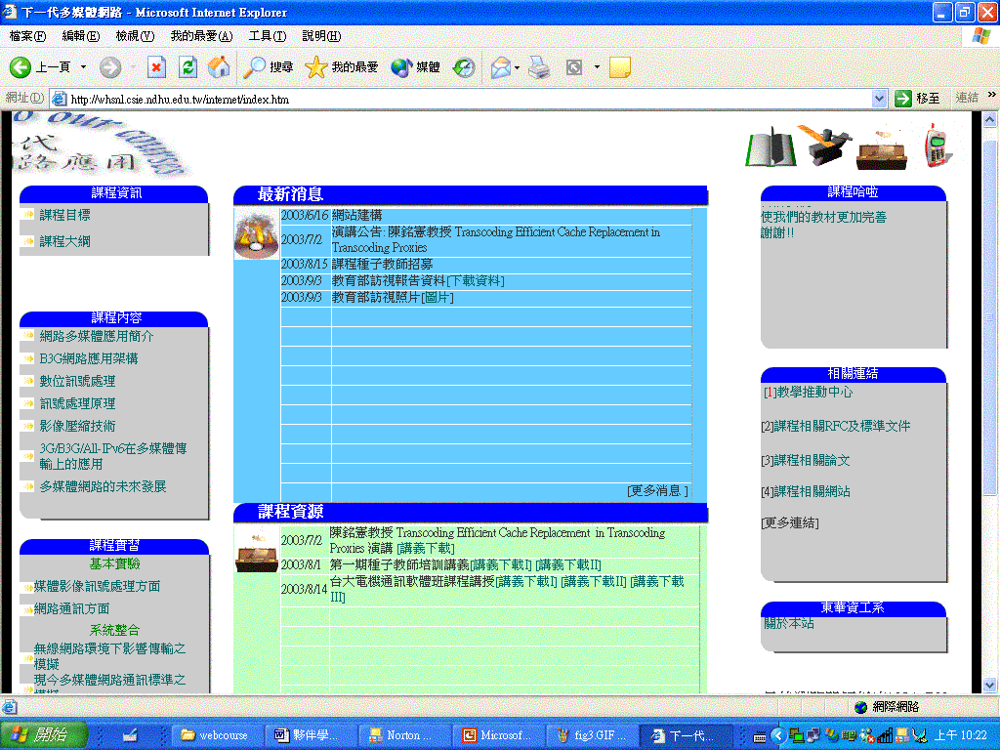 下一代多媒體網路 - Microsoft Internet Explorer
檔案(F) 編輯(E) 檢視(V) 我的最愛(A) 工具(T) 說明(H)
上一頁 搜尋 我的最愛 媒體
網址(D) http://whsnl.csie.ndhu.edu.tw/internet/index.htm 移至 連結 »
TO OUR COURSES
代
路應用
課程資訊
課程目標
課程大綱
課程內容
網路多媒體應用簡介
B3G網路應用架構
數位訊號處理
訊號處理原理
影像壓縮技術
3G/B3G/All-IPv6在多媒體傳
輸上的應用
多媒體網路的未來發展
課程實習
基本實驗
媒體影像訊號處理方面
網路通訊方面
系統整合
無線網路環境下影響傳輸之
模擬
現今多媒體網路通訊標準之
模擬
最新消息
2003/6/16 網站建構
2003/7/2 演講公告: 陳銘憲教授 Transcoding Efficient Cache Replacement in
Transcoding Proxies
2003/8/15 課程種子教師招募
2003/9/3 教育部訪視報告資料[下載資料]
2003/9/3 教育部訪視照片[圖片]
[更多消息 ]
課程資源
2003/7/2 陳銘憲教授 Transcoding Efficient Cache Replacement in Transcoding
Proxies 演講 [講義下載]
2003/8/1 第一期種子教師培訓講義[講義下載I] [講義下載II]
2003/8/14 台大電機通訊軟體班課程講授[講義下載I] [講義下載II] [講義下載
III]
課程哈啦
使我們的教材更加完善
謝謝!!
相關連結
[1]教學推動中心
[2]課程相關RFC及標準文件
[3]課程相關論文
[4]課程相關網站
[更多連結]
東華資工系
關於本站
網際網路
開始 webcourse 夥伴學... Norton ... Microsof... fig3.GIF ... 下一代... 上午 10:22